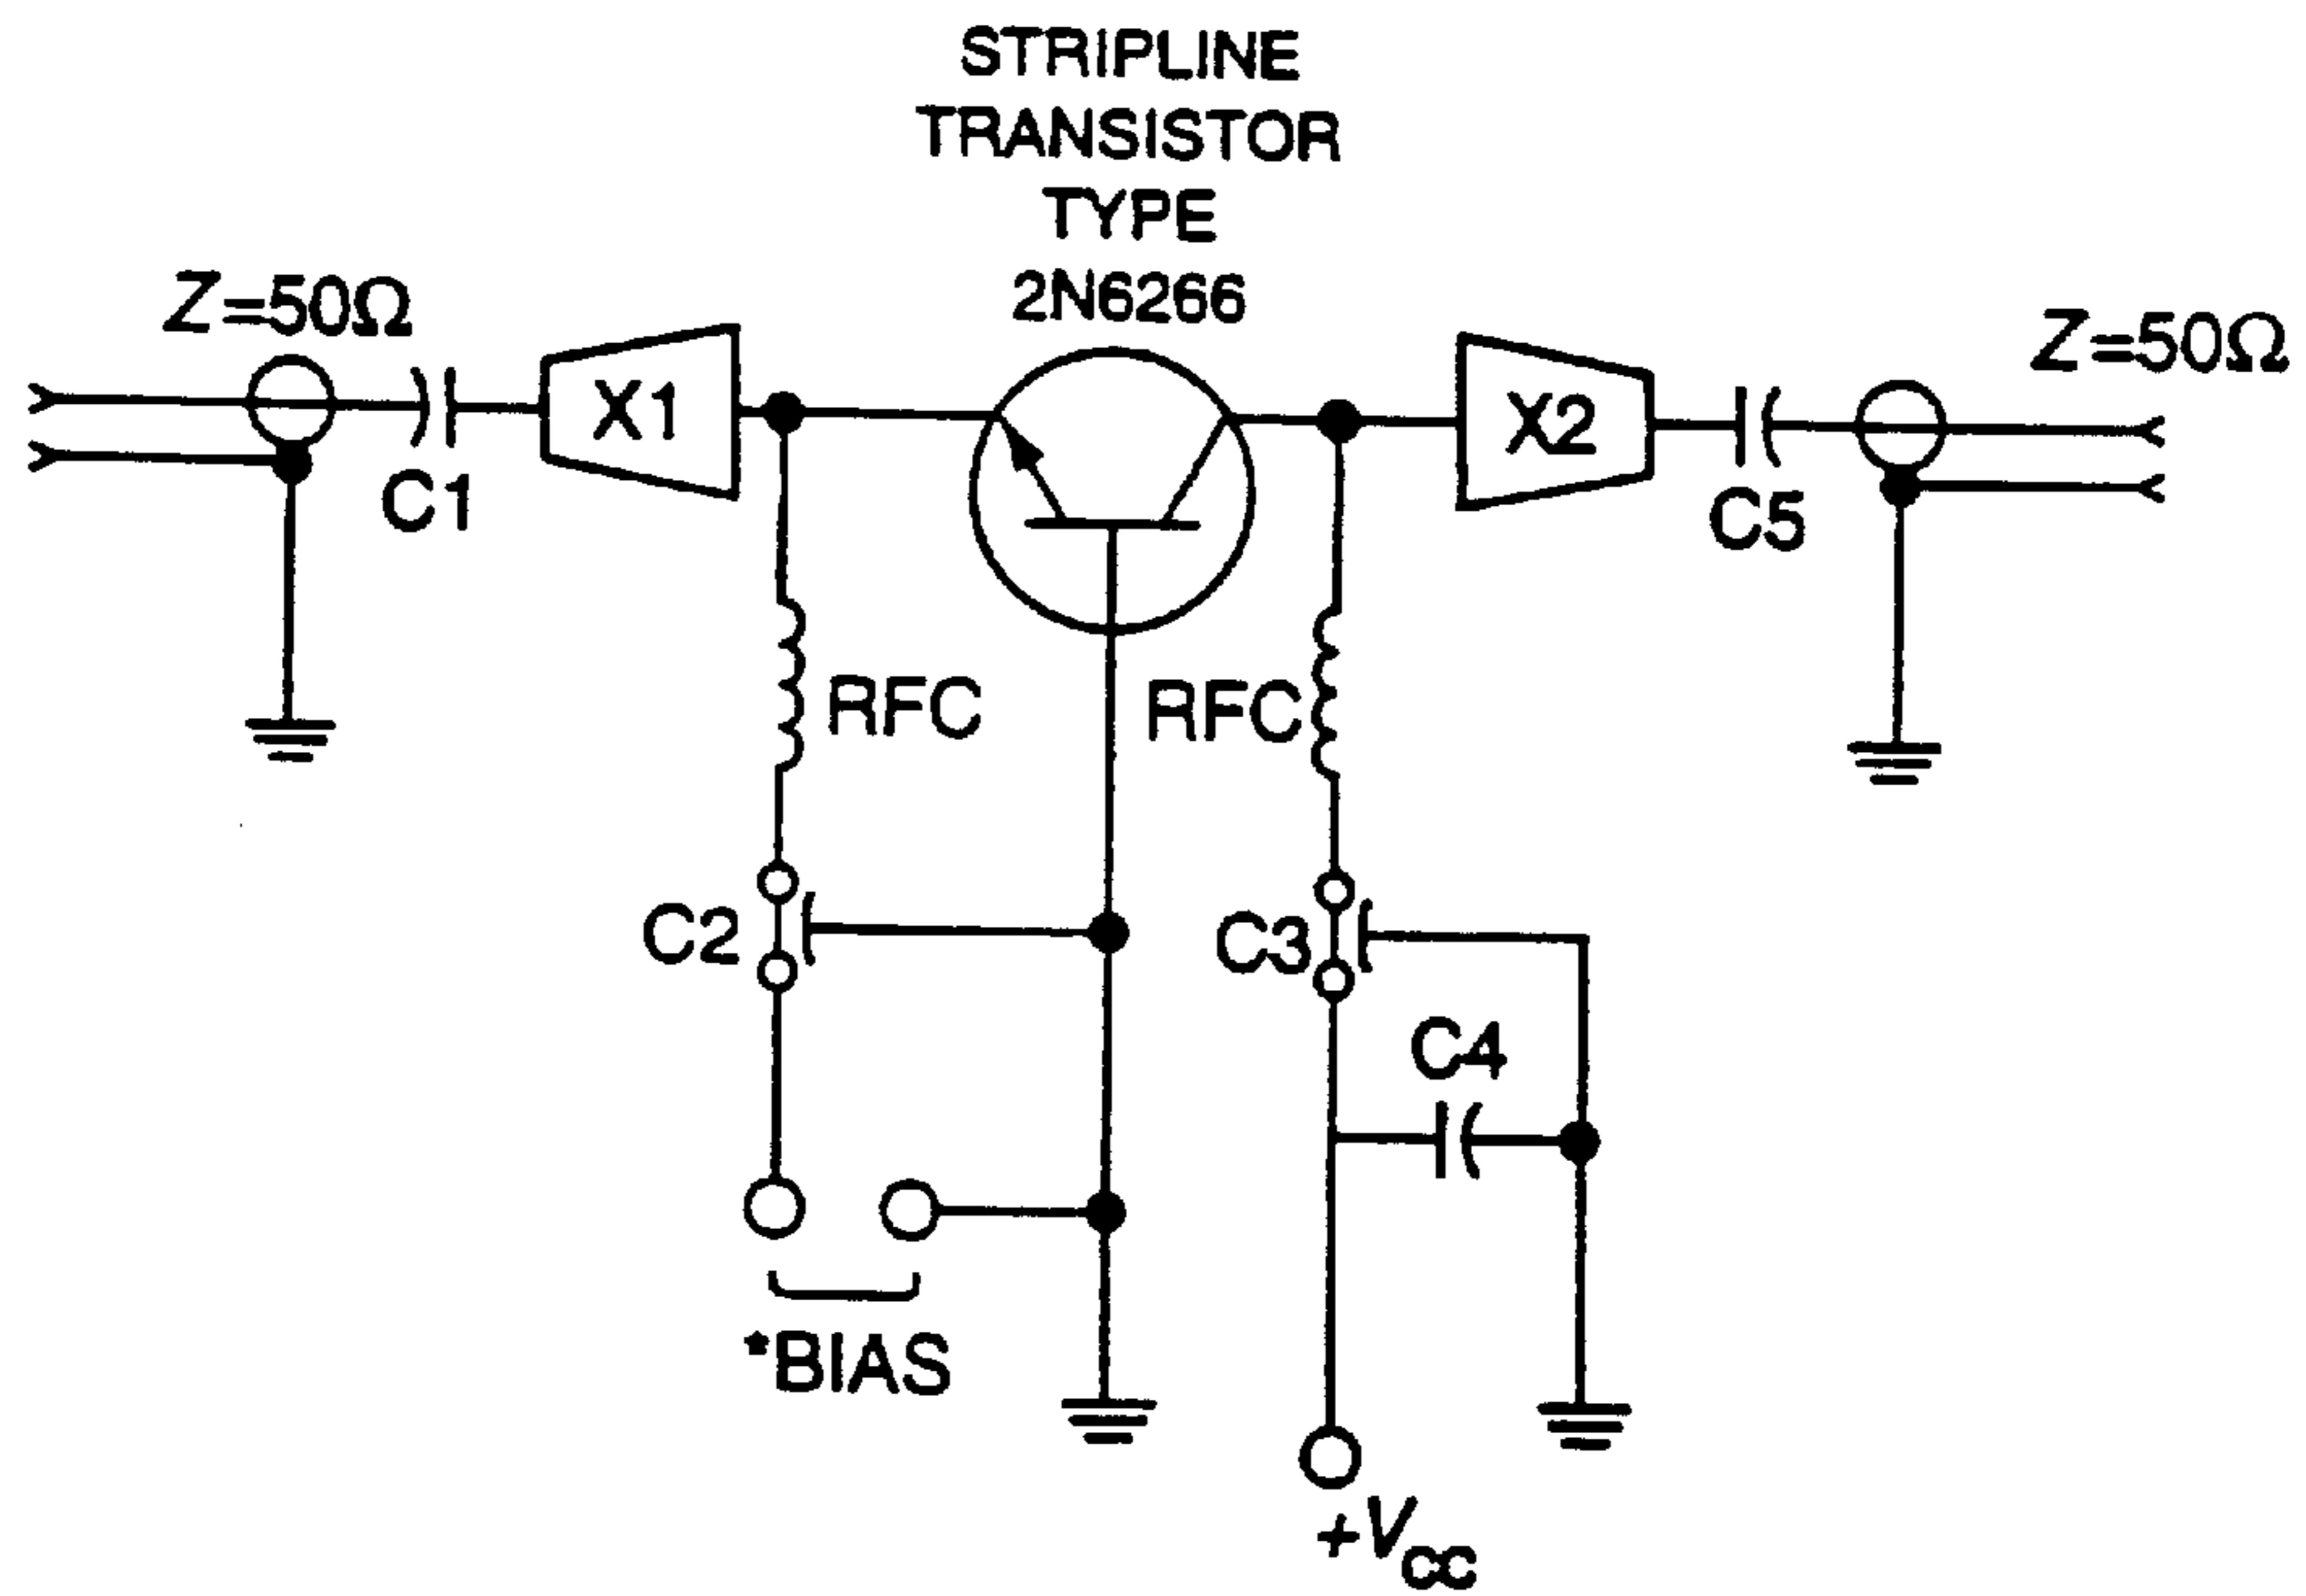 STRIPLINE
TRANSISTOR
TYPE
2N6266
Z=50Ω
Z=50Ω
X1
X2
C1
C5
RFC
RFC
C2
C3
C4
*BIAS
+VCC